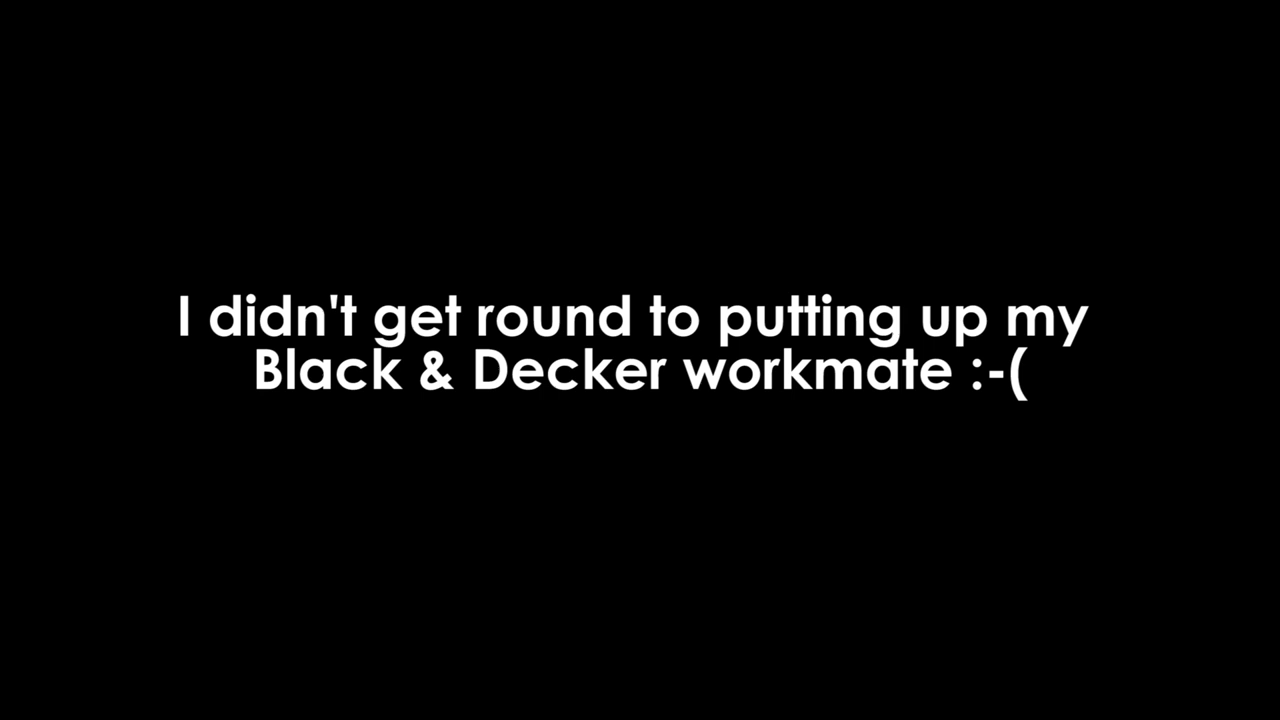 I didn't get round to putting up my
Black & Decker workmate :-(